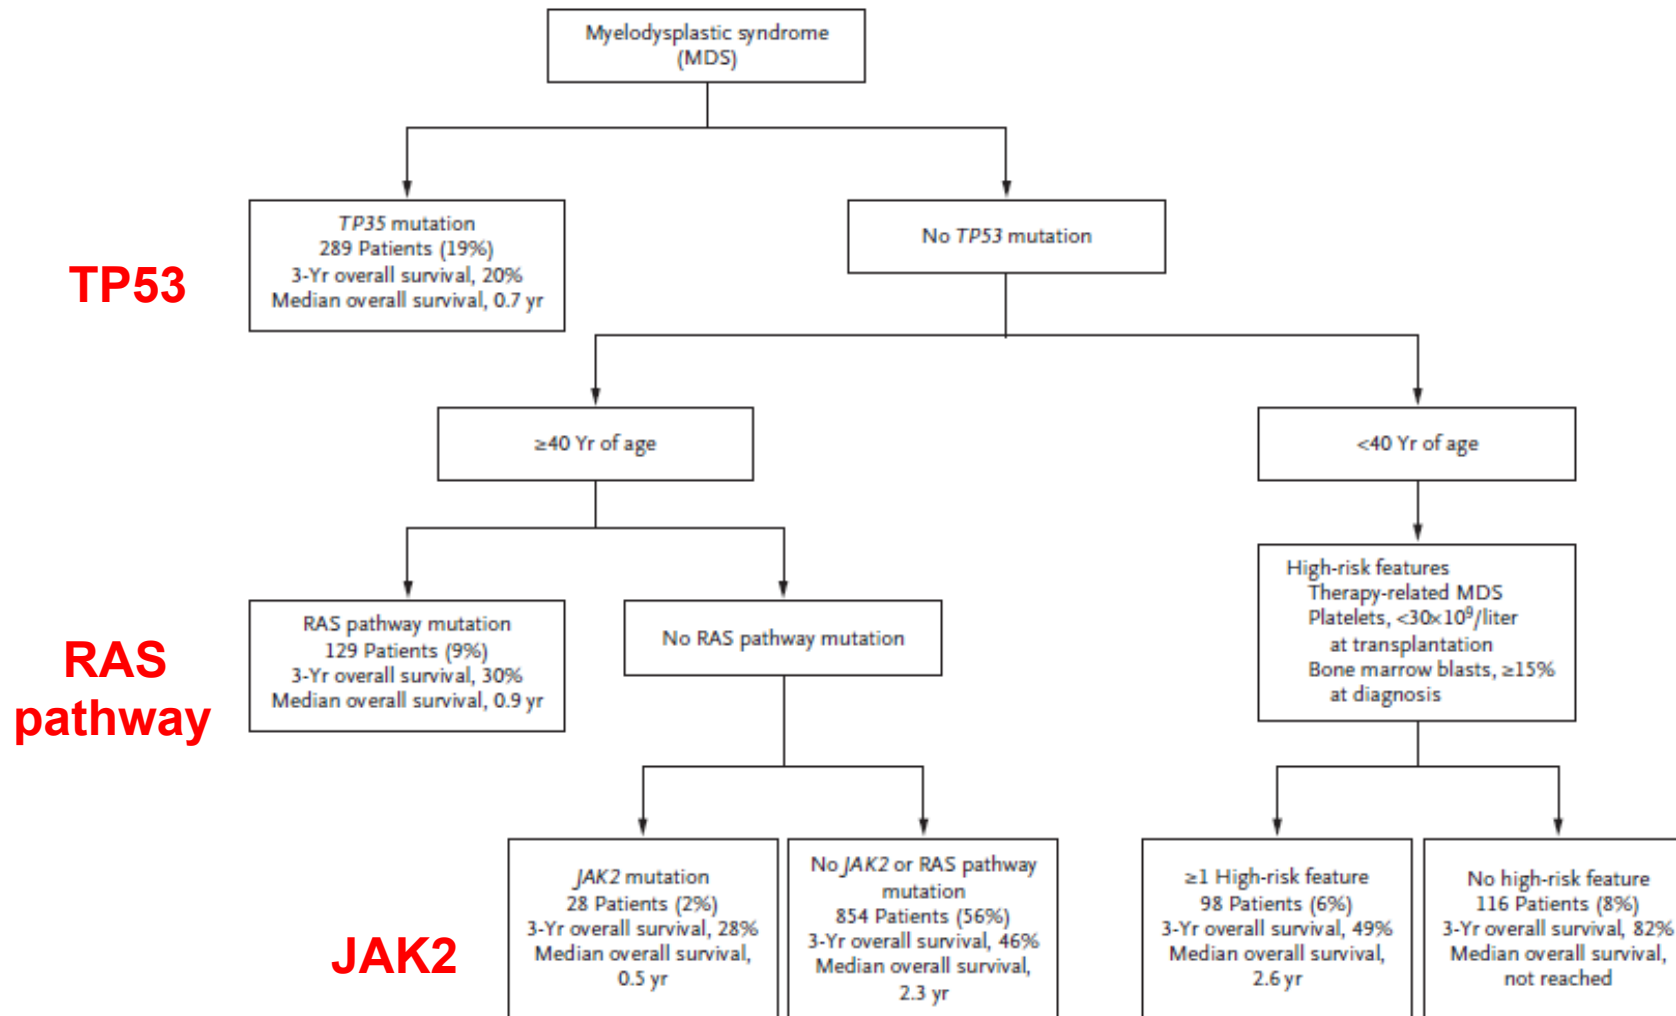 Myelodysplastic syndrome
(MDS)
TP35 mutation
289 Patients (19%)
3-Yr overall survival, 20%
Median overall survival, 0.7 yr
No TP53 mutation
TP53
≥40 Yr of age
<40 Yr of age
RAS pathway mutation
129 Patients (9%)
3-Yr overall survival, 30%
Median overall survival, 0.9 yr
No RAS pathway mutation
High-risk features
Therapy-related MDS
Platelets, <30×10⁹/liter
at transplantation
Bone marrow blasts, ≥15%
at diagnosis
RAS
pathway
JAK2 mutation
28 Patients (2%)
3-Yr overall survival, 28%
Median overall survival,
0.5 yr
No JAK2 or RAS pathway
mutation
854 Patients (56%)
3-Yr overall survival, 46%
Median overall survival,
2.3 yr
≥1 High-risk feature
98 Patients (6%)
3-Yr overall survival, 49%
Median overall survival,
2.6 yr
No high-risk feature
116 Patients (8%)
3-Yr overall survival, 82%
Median overall survival,
not reached
JAK2